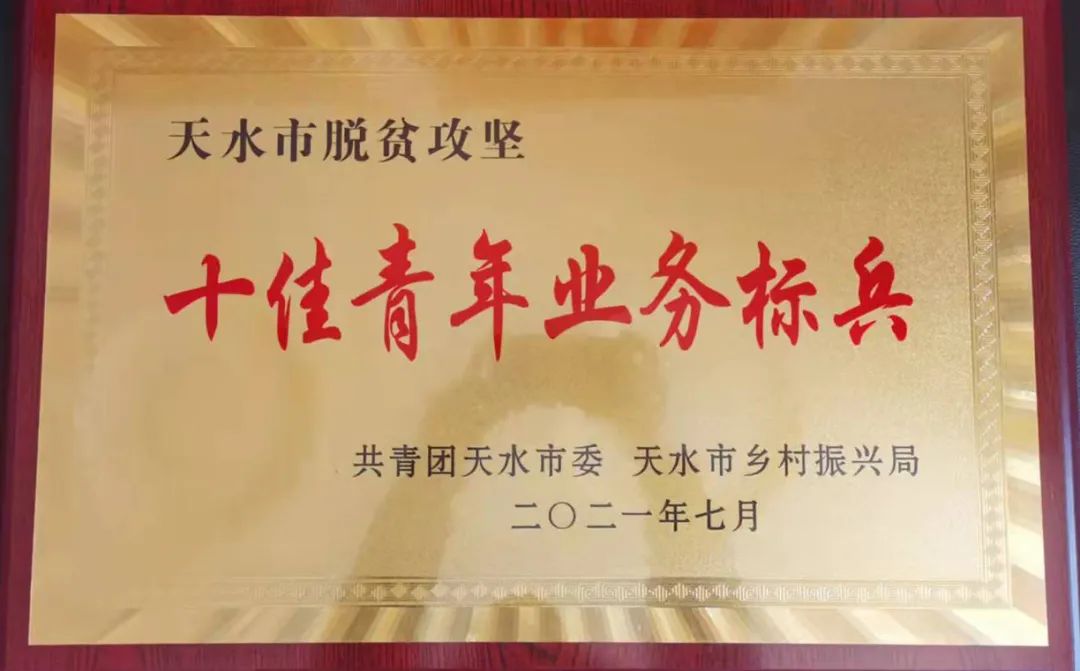 天水市脱贫攻坚
十佳青年业务标兵
共青团天水市委 天水市乡村振兴局
二〇二一年七月